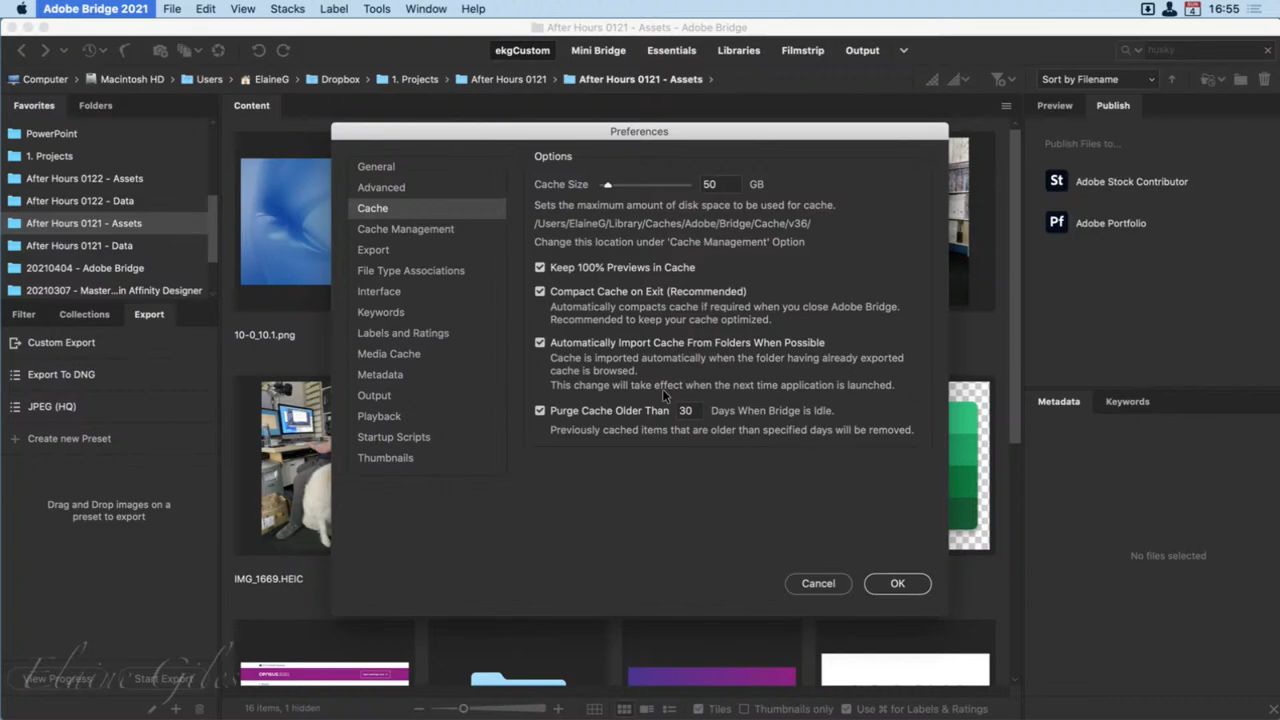 Adobe Bridge 2021 File Edit View Stacks Label Tools Window Help
SUN 4 16:55
After Hours 0121 - Assets - Adobe Bridge
ekgCustom Mini Bridge Essentials Libraries Filmstrip Output husky
Computer Macintosh HD Users ElaineG Dropbox 1. Projects After Hours 0121 After Hours 0121 - Assets Sort by Filename
Favorites Folders
PowerPoint
1. Projects
After Hours 0122 - Assets
After Hours 0122 - Data
After Hours 0121 - Assets
After Hours 0121 - Data
20210404 - Adobe Bridge
20210307 - Master...in Affinity Designer
Filter Collections Export
Custom Export
Export To DNG
JPEG (HQ)
Create new Preset
Drag and Drop images on a
preset to export
View Progress Start Export
Elaine Giles
Content
10-0_10.1.png
IMG_1669.HEIC
16 items, 1 hidden
Tiles Thumbnails only Use ⌘ for Labels & Ratings
Preferences
General
Advanced
Cache
Cache Management
Export
File Type Associations
Interface
Keywords
Labels and Ratings
Media Cache
Metadata
Output
Playback
Startup Scripts
Thumbnails
Options
Cache Size 50 GB
Sets the maximum amount of disk space to be used for cache.
/Users/ElaineG/Library/Caches/Adobe/Bridge/Cache/v36/
Change this location under 'Cache Management' Option
Keep 100% Previews in Cache
Compact Cache on Exit (Recommended)
Automatically compacts cache if required when you close Adobe Bridge.
Recommended to keep your cache optimized.
Automatically Import Cache From Folders When Possible
Cache is imported automatically when the folder having already exported
cache is browsed.
This change will take effect when the next time application is launched.
Purge Cache Older Than 30 Days When Bridge is Idle.
Previously cached items that are older than specified days will be removed.
Cancel OK
Preview Publish
Publish Files to...
St Adobe Stock Contributor
Pf Adobe Portfolio
Metadata Keywords
No files selected